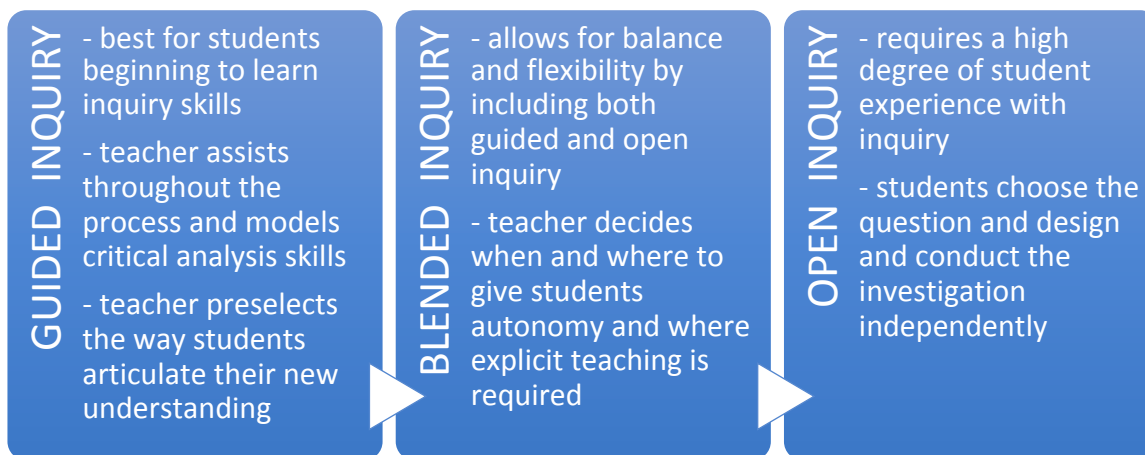 GUIDED INQUIRY
- best for students
beginning to learn
inquiry skills
- teacher assists
throughout the
process and models
critical analysis skills
- teacher preselects
the way students
articulate their new
understanding
BLENDED INQUIRY
- allows for balance
and flexibility by
including both
guided and open
inquiry
- teacher decides
when and where to
give students
autonomy and where
explicit teaching is
required
OPEN INQUIRY
- requires a high
degree of student
experience with
inquiry
- students choose the
question and design
and conduct the
investigation
independently